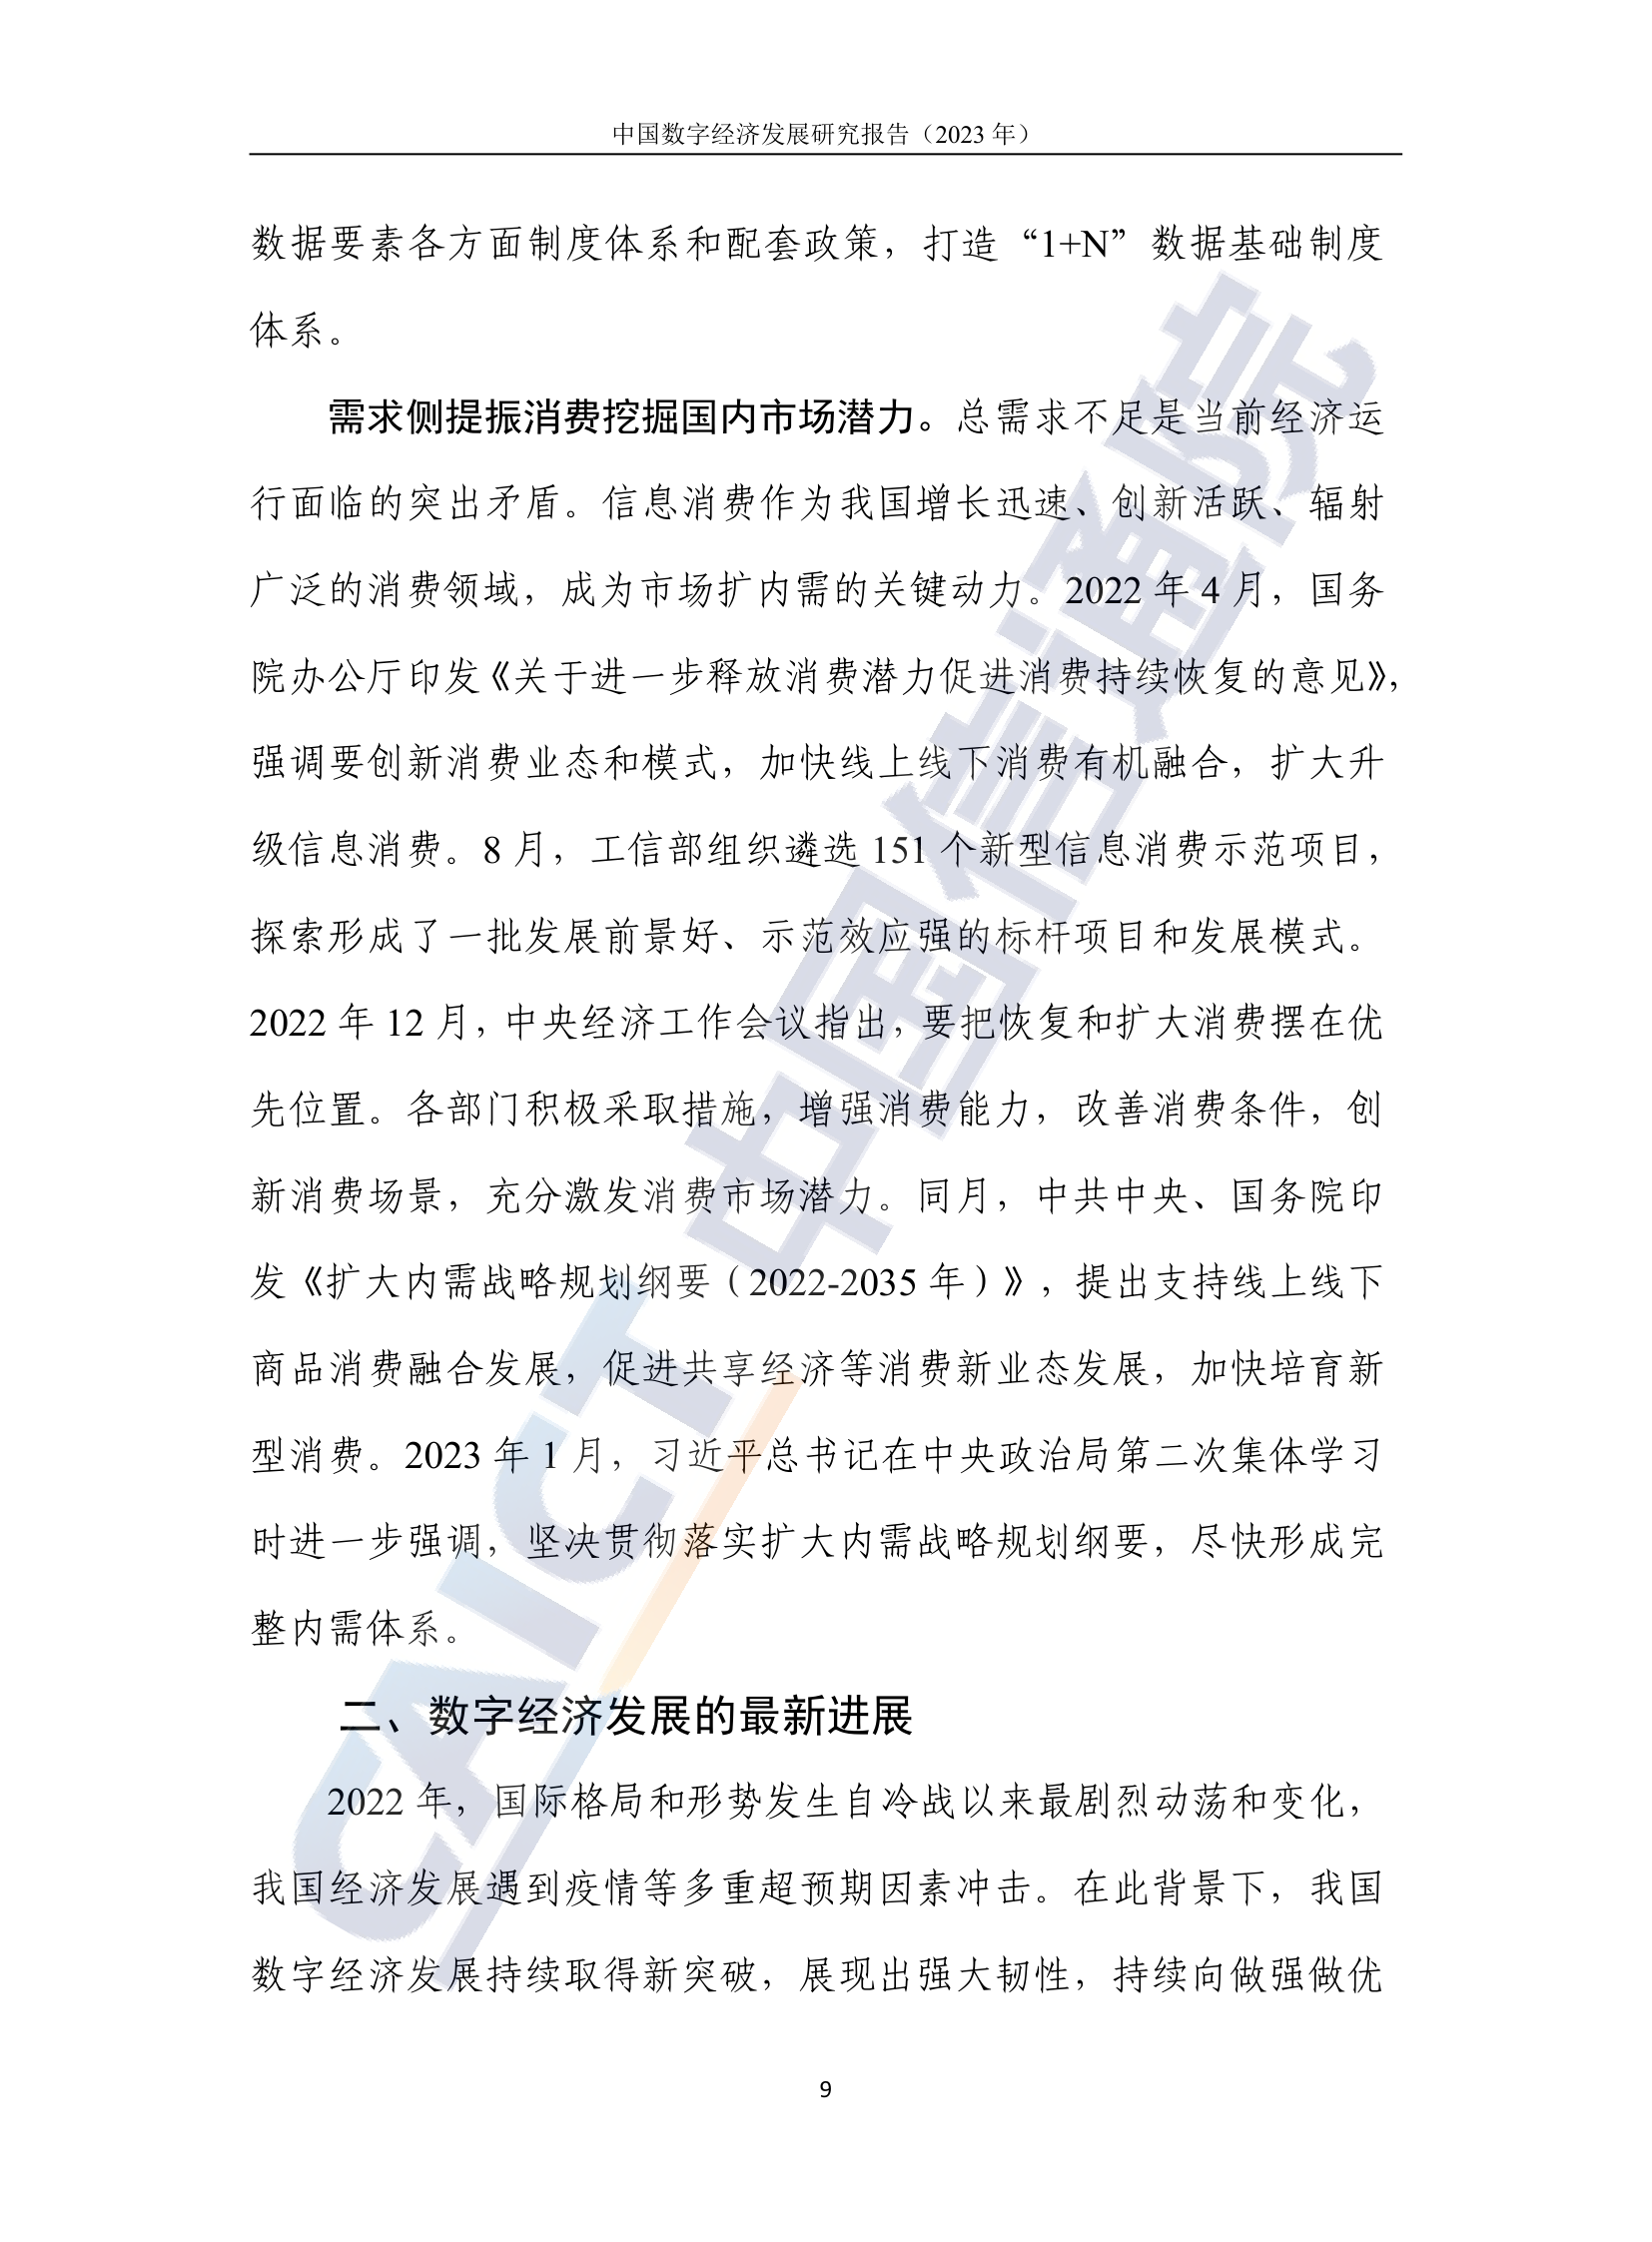 中国数字经济发展研究报告（2023 年）
数据要素各方面制度体系和配套政策，打造“1+N”数据基础制度
体系。
需求侧提振消费挖掘国内市场潜力。总需求不足是当前经济运
行面临的突出矛盾。信息消费作为我国增长迅速、创新活跃、辐射
广泛的消费领域，成为市场扩内需的关键动力。2022 年 4 月，国务
院办公厅印发《关于进一步释放消费潜力促进消费持续恢复的意见》，
强调要创新消费业态和模式，加快线上线下消费有机融合，扩大升
级信息消费。8 月，工信部组织遴选 151 个新型信息消费示范项目，
探索形成了一批发展前景好、示范效应强的标杆项目和发展模式。
2022 年 12 月，中央经济工作会议指出，要把恢复和扩大消费摆在优
先位置。各部门积极采取措施，增强消费能力，改善消费条件，创
新消费场景，充分激发消费市场潜力。同月，中共中央、国务院印
发《扩大内需战略规划纲要（2022-2035 年）》，提出支持线上线下
商品消费融合发展，促进共享经济等消费新业态发展，加快培育新
型消费。2023 年 1 月，习近平总书记在中央政治局第二次集体学习
时进一步强调，坚决贯彻落实扩大内需战略规划纲要，尽快形成完
整内需体系。
二、数字经济发展的最新进展
2022 年，国际格局和形势发生自冷战以来最剧烈动荡和变化，
我国经济发展遇到疫情等多重超预期因素冲击。在此背景下，我国
数字经济发展持续取得新突破，展现出强大韧性，持续向做强做优
9
CAICT 中国信通院